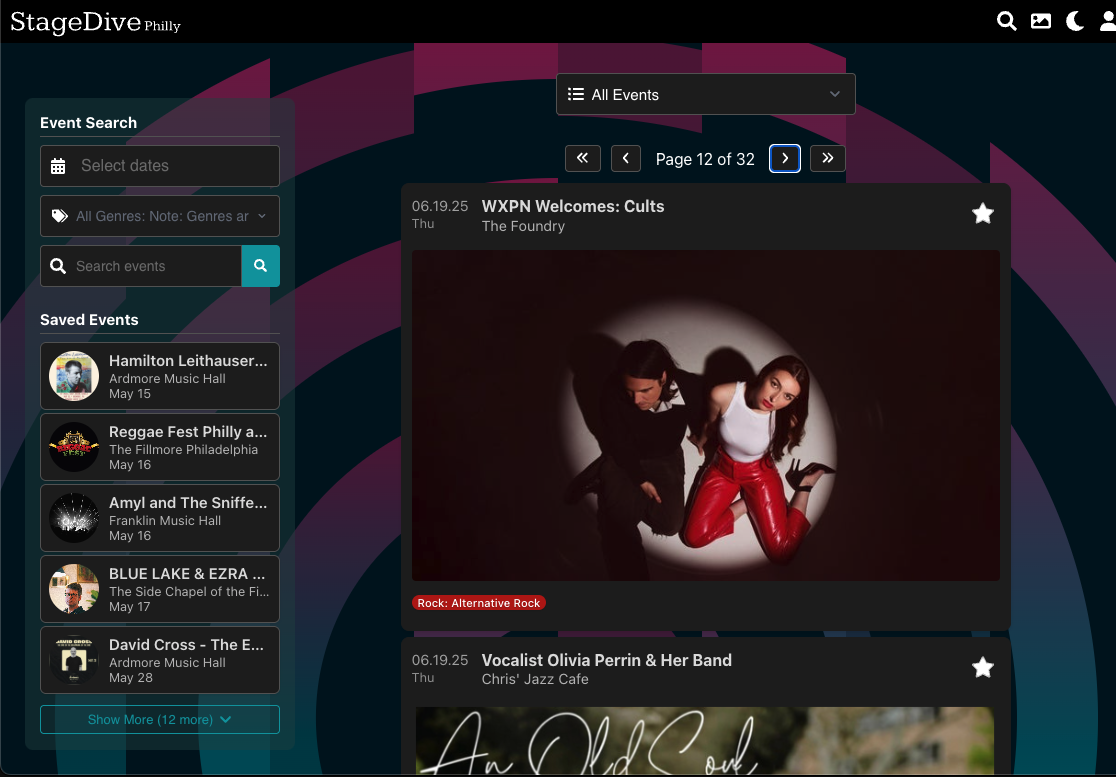 StageDive Philly
All Events
Event Search
Select dates
All Genres: Note: Genres ar
Search events
Saved Events
Hamilton Leithauser...
Ardmore Music Hall
May 15
Reggae Fest Philly a...
The Fillmore Philadelphia
May 16
Amyl and The Sniffe...
Franklin Music Hall
May 16
BLUE LAKE & EZRA ...
The Side Chapel of the Fi...
May 17
David Cross - The E...
Ardmore Music Hall
May 28
Show More (12 more)
Page 12 of 32
06.19.25 WXPN Welcomes: Cults
Thu The Foundry
Rock: Alternative Rock
06.19.25 Vocalist Olivia Perrin & Her Band
Thu Chris' Jazz Cafe
An Old Soul